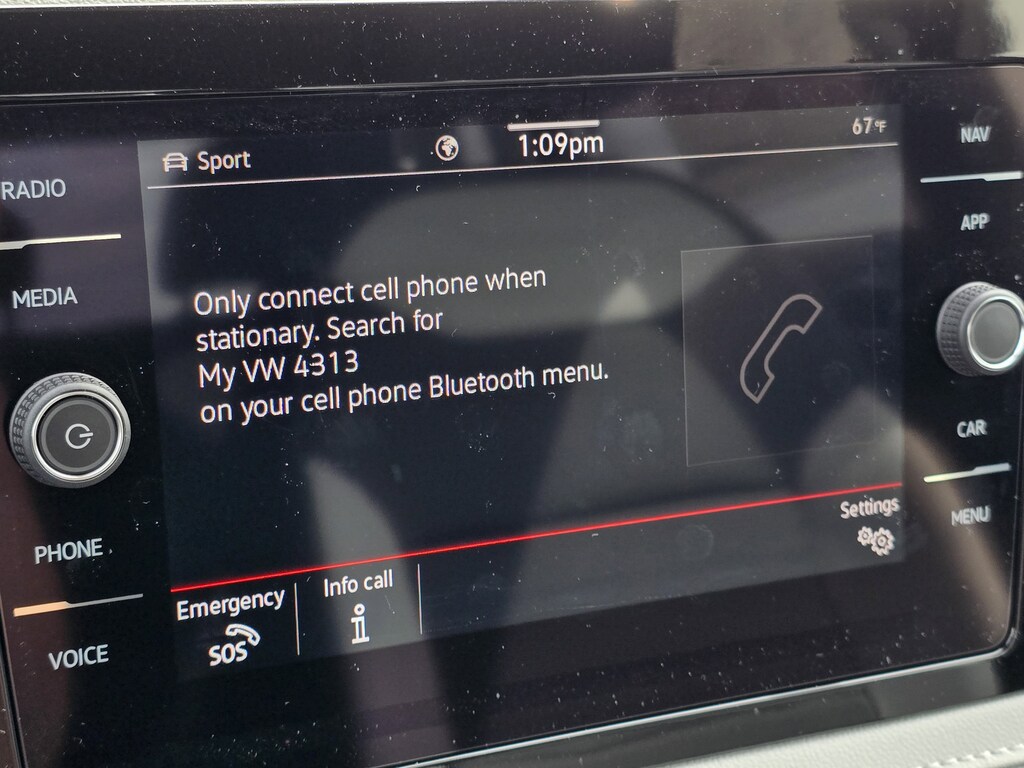 RADIO
MEDIA
PHONE
VOICE
Sport
1:09pm
67°F
Only connect cell phone when
stationary. Search for
My VW 4313
on your cell phone Bluetooth menu.
Settings
Emergency
SOS
Info call
i
NAV
APP
CAR
MENU